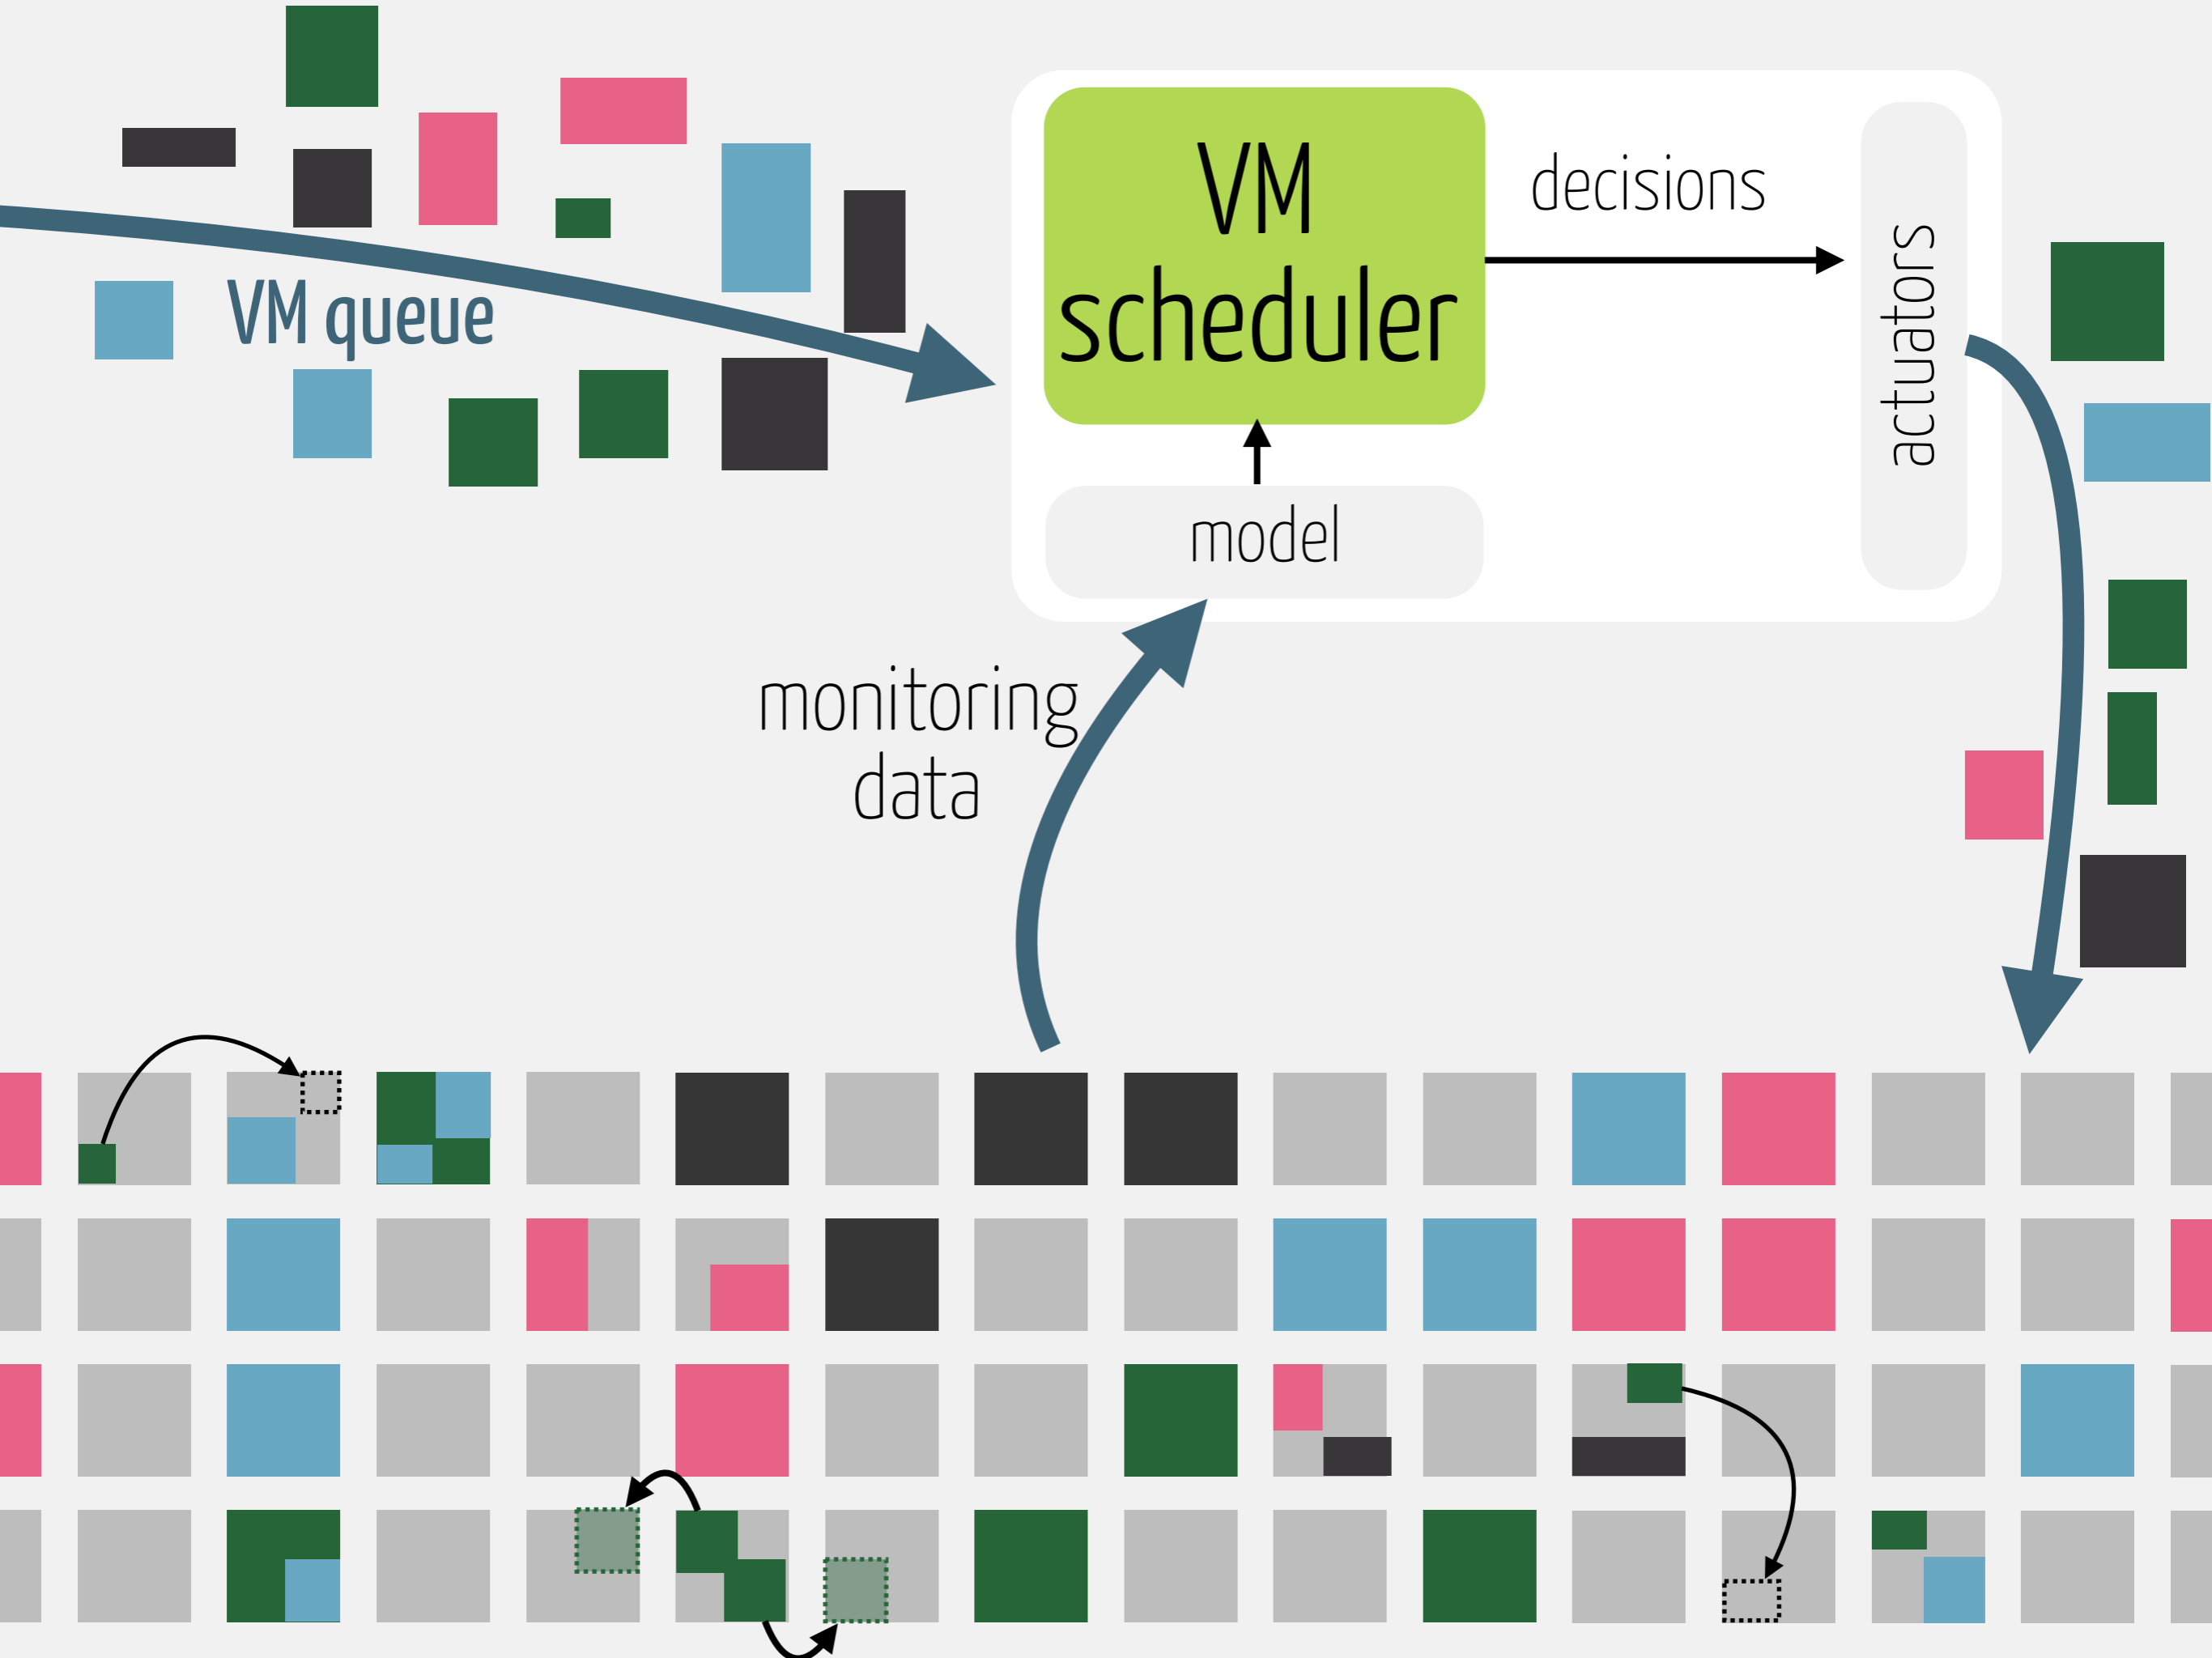 VM
scheduler
decisions
actuators
VM queue
model
monitoring
data